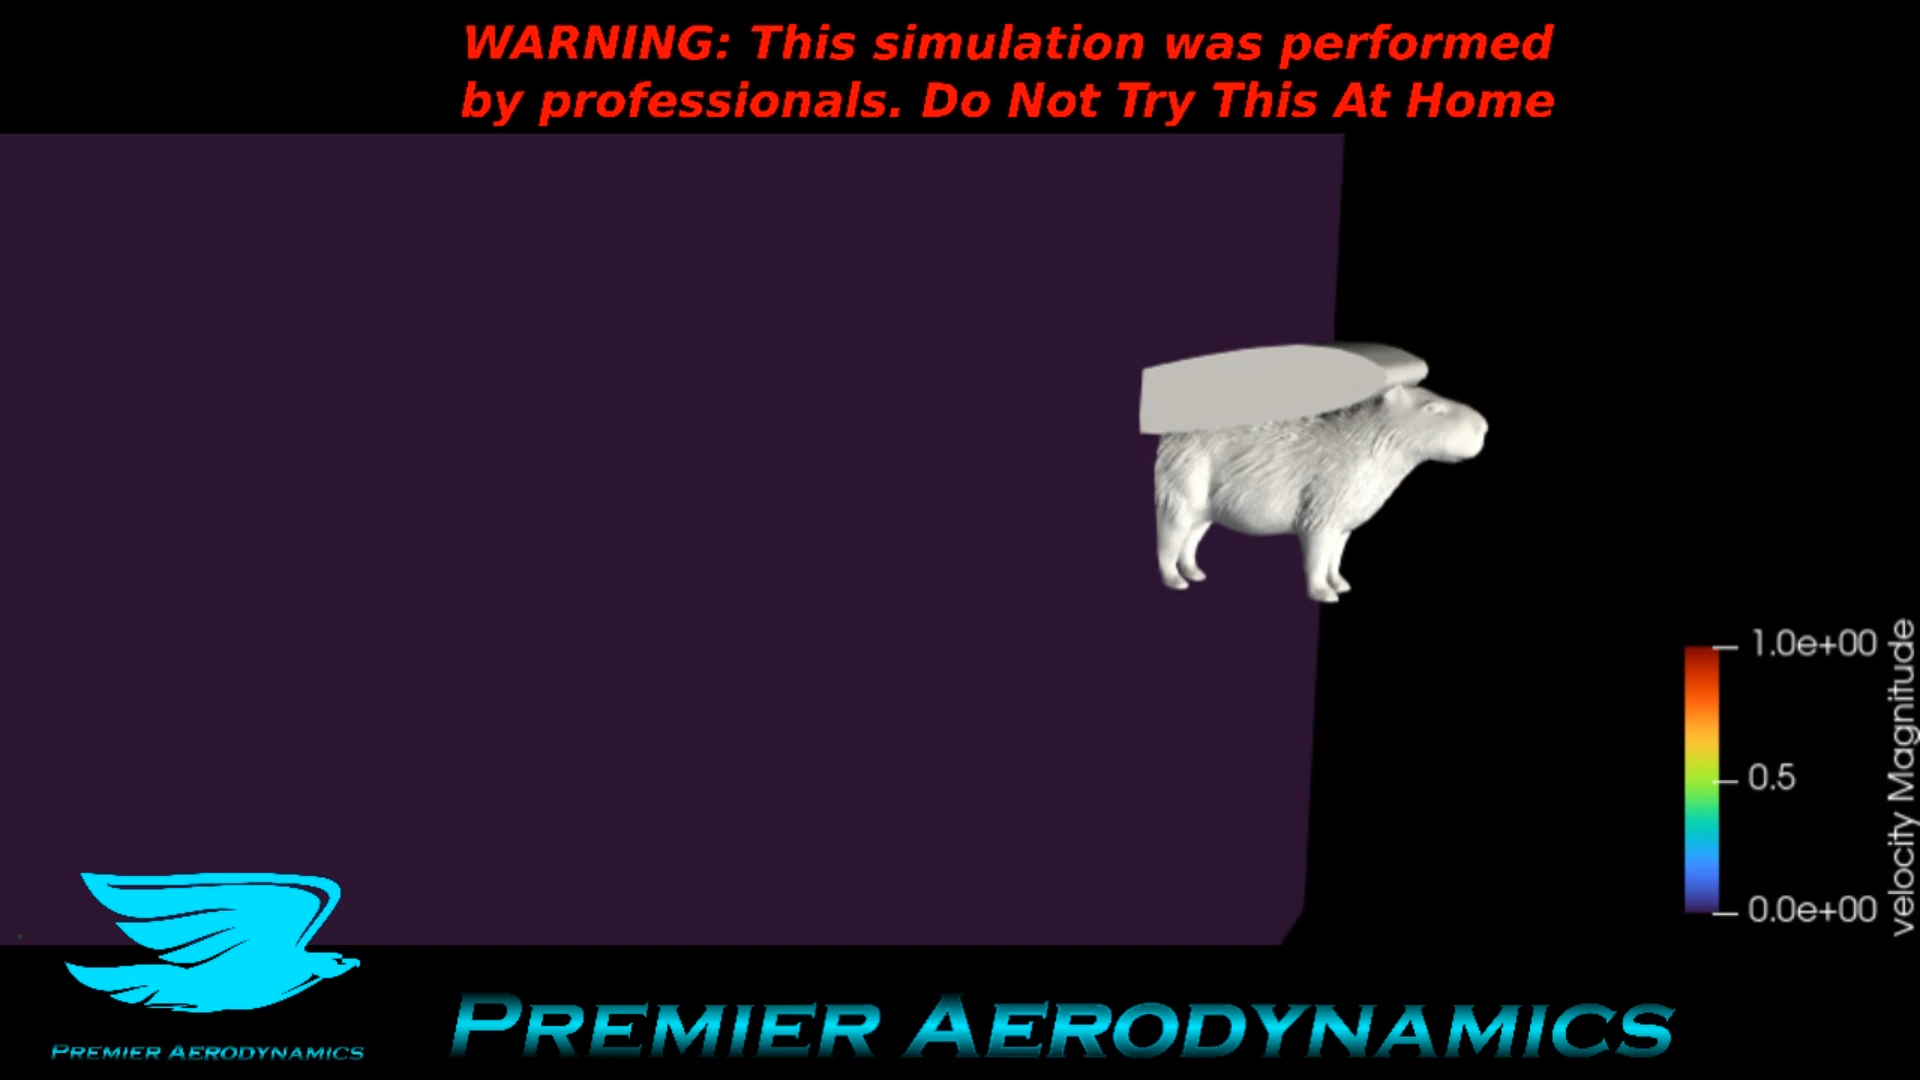 WARNING: This simulation was performed
by professionals. Do Not Try This At Home
1.0e+00
0.5
0.0e+00
velocity Magnitude
PREMIER AERODYNAMICS
PREMIER AERODYNAMICS